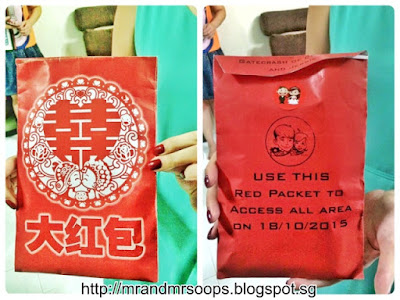 囍
大红包
GATECRASH
USE THIS
RED PACKET TO
ACCESS ALL AREA
ON 18/10/2015
http://mrandmrsoops.blogspot.sg